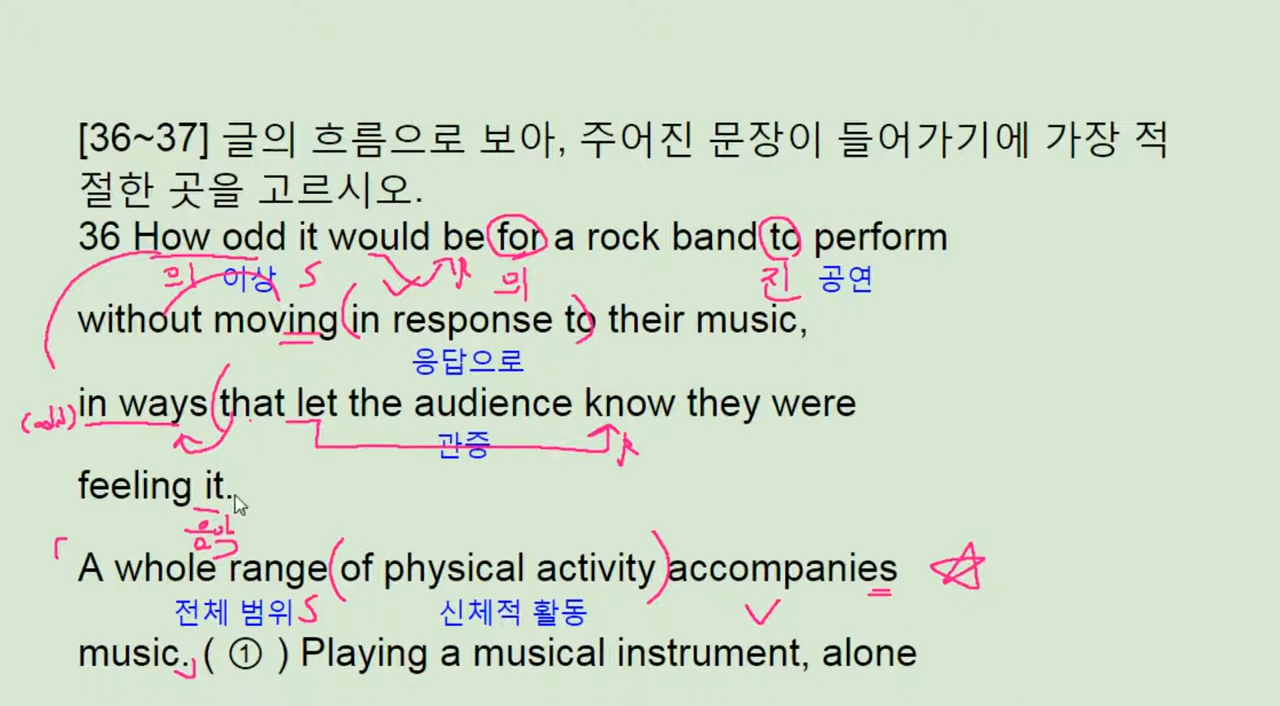 [36~37] 글의 흐름으로 보아, 주어진 문장이 들어가기에 가장 적
절한 곳을 고르시오.
36 How odd it would be for a rock band to perform
의 이상 S R 의 진 공연
without moving (in response to) their music,
응답으로
(odd) in ways (that let the audience know they were
관중 R
feeling it.
음악
「 A whole range (of physical activity) accompanies
전체 범위 S 신체적 활동 V
music.」 ( ① ) Playing a musical instrument, alone